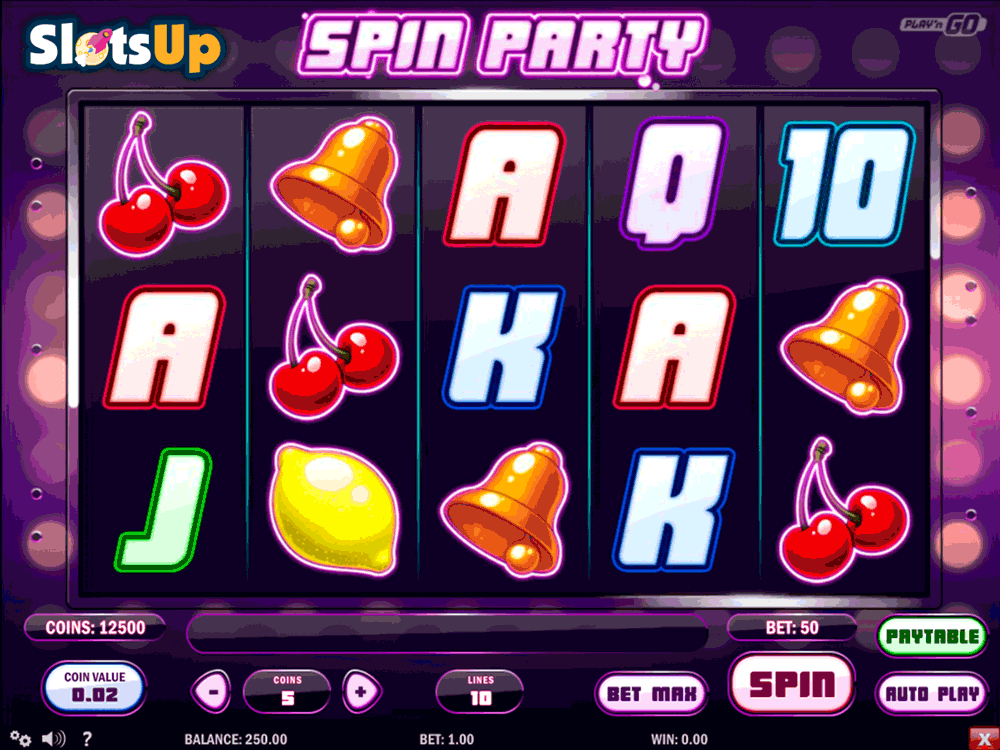 SlotsUp
SPIN PARTY
PLAY'n GO
A Q 10
A K A
J K
COINS: 12500
BET: 50
PAYTABLE
COIN VALUE
0.02
-
COINS
5
+
LINES
10
BET MAX
SPIN
AUTO PLAY
?
BALANCE: 250.00
BET: 1.00
WIN: 0.00
X